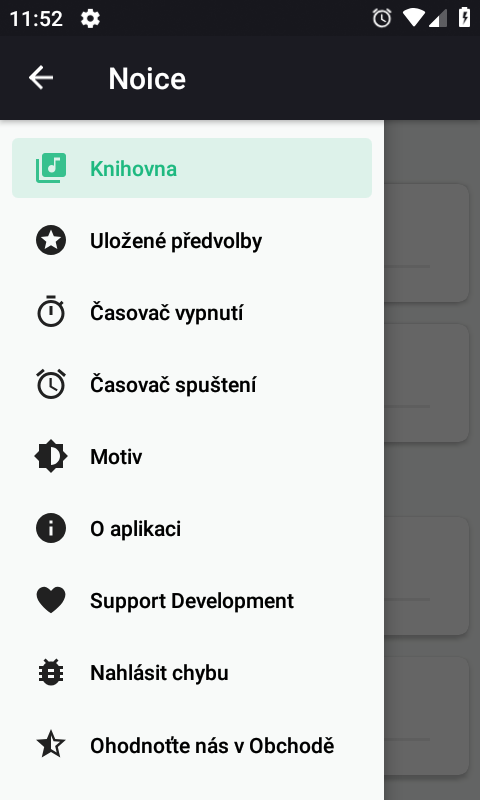 11:52
Noice
Knihovna
Uložené předvolby
Časovač vypnutí
Časovač spuštení
Motiv
O aplikaci
Support Development
Nahlásit chybu
Ohodnoťte nás v Obchodě